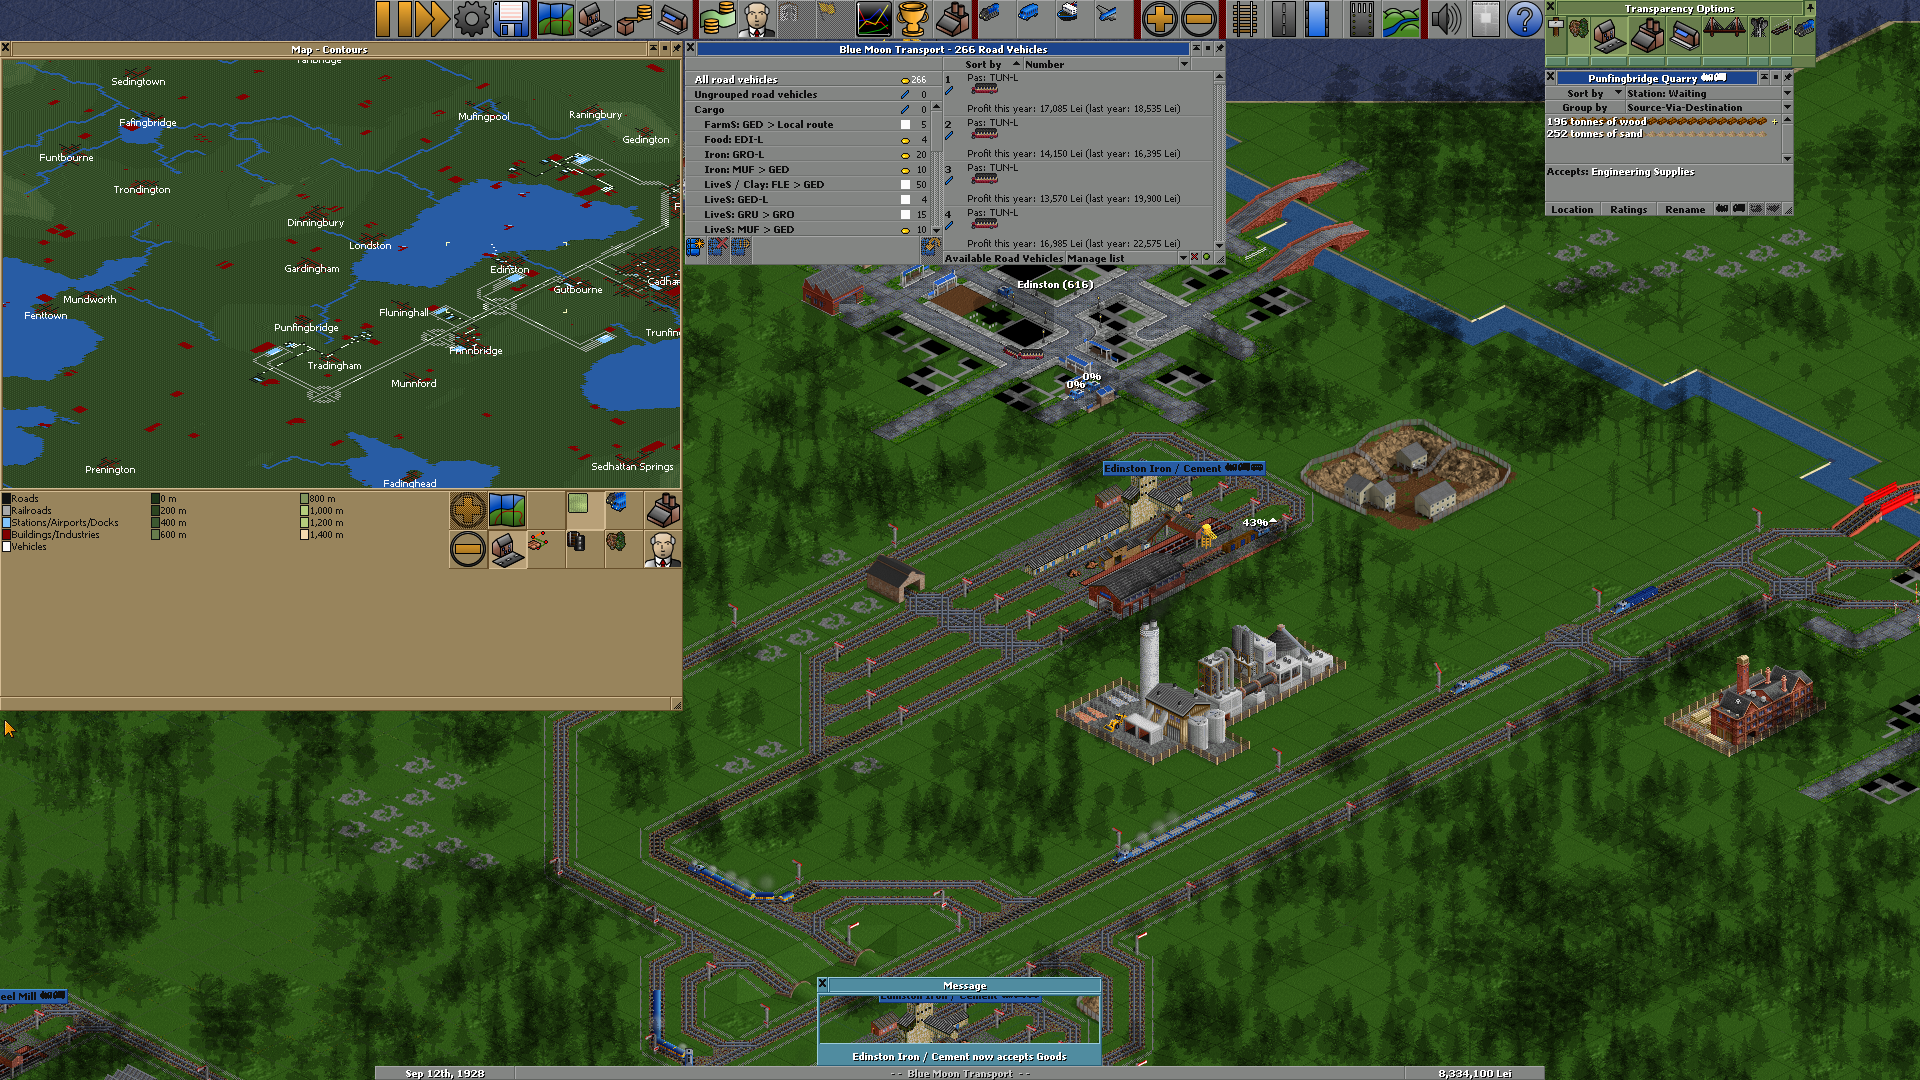 Transparency Options
Map - Contours
Blue Moon Transport - 266 Road Vehicles
Sort by
Number
All road vehicles
266
Ungrouped road vehicles
0
Cargo
0
FarmS: GED > Local route
5
Food: EDI-L
4
Iron: GRO-L
20
Iron: MUF > GED
10
LiveS / Clay: FLE > GED
50
LiveS: GED-L
4
LiveS: GRU > GRO
15
LiveS: MUF > GED
10
1
Pas: TUN-L
Profit this year: 17,085 Lei (last year: 18,535 Lei)
2
Pas: TUN-L
Profit this year: 14,150 Lei (last year: 16,395 Lei)
3
Pas: TUN-L
Profit this year: 13,570 Lei (last year: 19,900 Lei)
4
Pas: TUN-L
Profit this year: 16,985 Lei (last year: 22,575 Lei)
Available Road Vehicles
Manage list
Punfingbridge Quarry
Sort by
Station: Waiting
Group by
Source-Via-Destination
196 tonnes of wood
252 tonnes of sand
Accepts: Engineering Supplies
Location
Ratings
Rename
Sedingtown
Fafingbridge
Mufingpool
Raningbury
Gedington
Funtbourne
Trondington
Dinningbury
Londston
Gardingham
Edinston
Gutbourne
Mundworth
Fenttown
Fluninghall
Punfingbridge
Tradingham
Munnford
Prenington
Sedhattan Springs
Fadinghead
Roads
Railroads
Stations/Airports/Docks
Buildings/Industries
Vehicles
0 m
200 m
400 m
600 m
800 m
1,000 m
1,200 m
1,400 m
Edinston (616)
0%
0%
Edinston Iron / Cement
43%
eel Mill
Message
Edinston Iron / Cement
Edinston Iron / Cement now accepts Goods
Sep 12th, 1928
-- Blue Moon Transport --
8,334,100 Lei